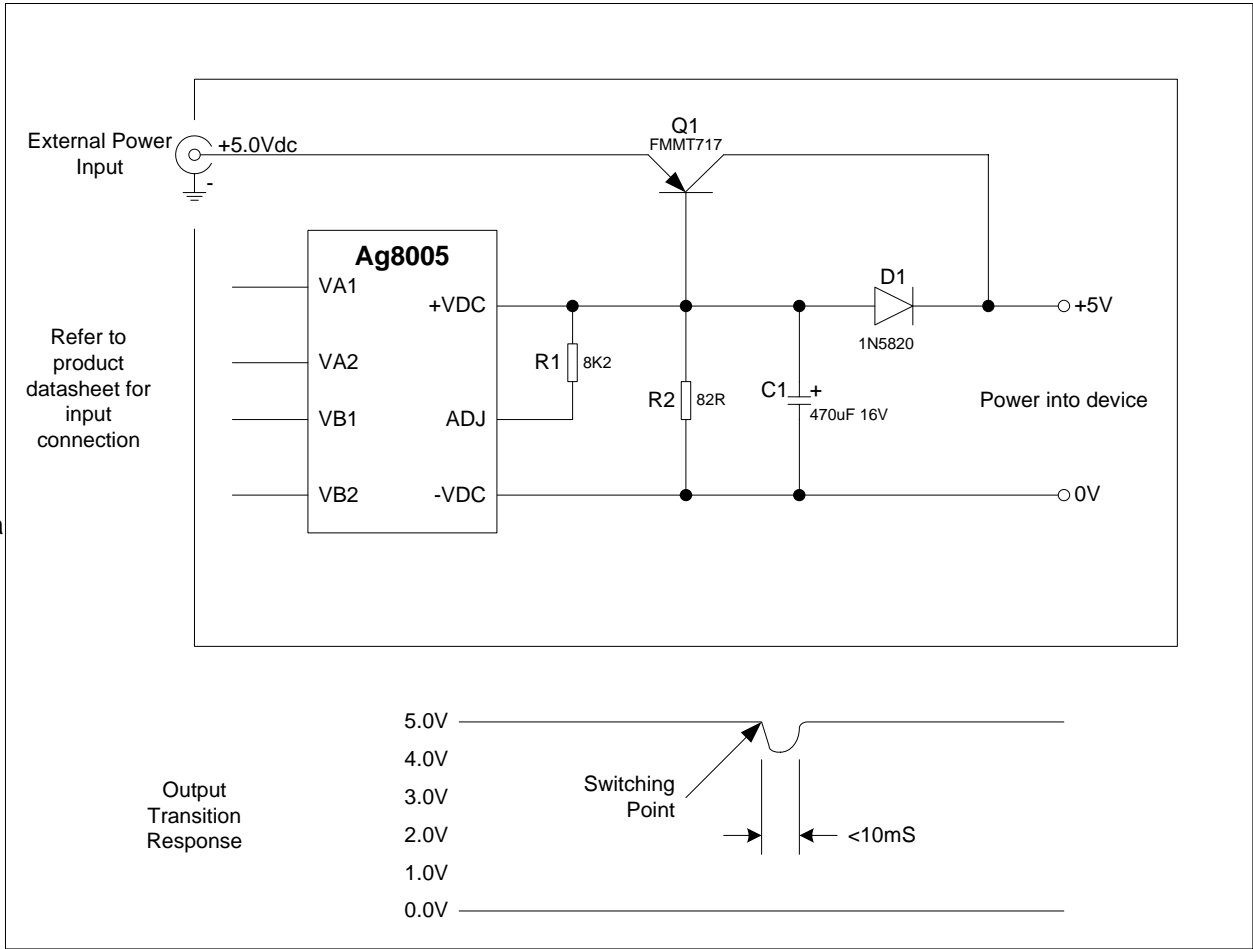 External Power
Input
+5.0Vdc
-
Q1
FMMT717
Ag8005
VA1
VA2
VB1
VB2
+VDC
ADJ
-VDC
Refer to
product
datasheet for
input
connection
R1
8K2
R2
82R
C1
+
470uF 16V
D1
1N5820
+5V
Power into device
0V
5.0V
4.0V
3.0V
2.0V
1.0V
0.0V
Output
Transition
Response
Switching
Point
<10mS